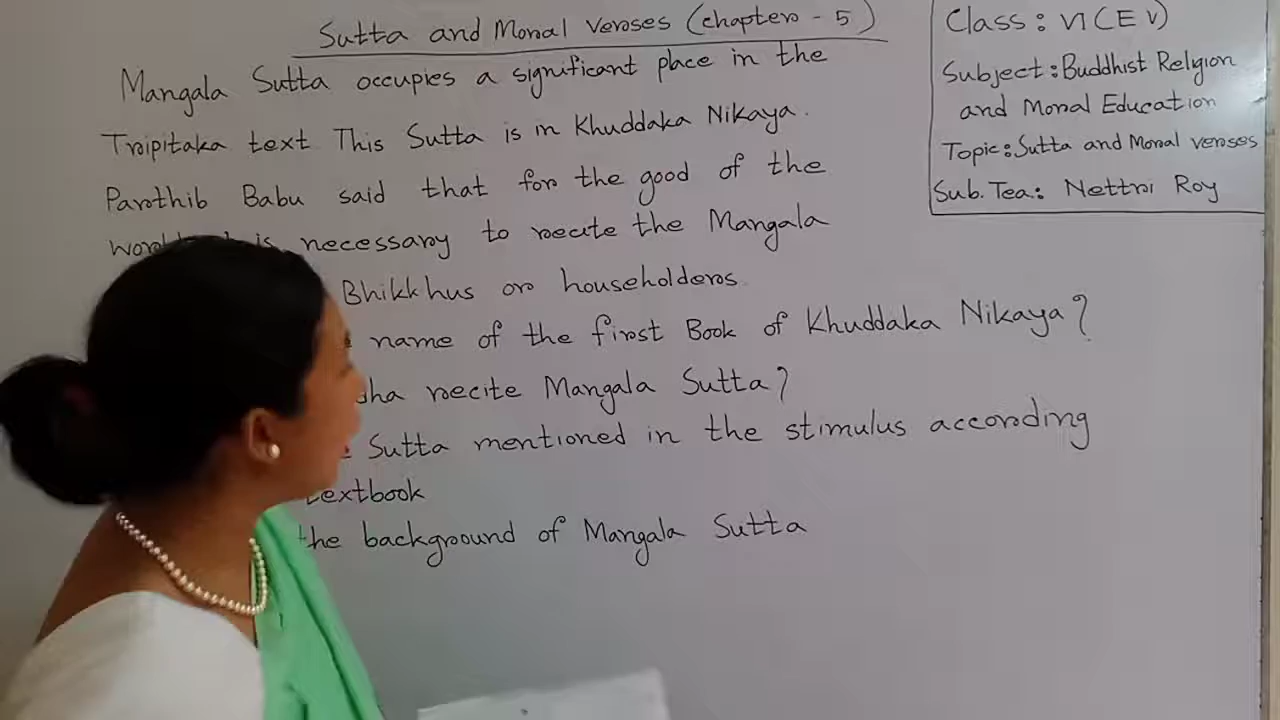 Sutta and Moral Verses (chapter - 5)
Mangala Sutta occupies a significant place in the
Tripitaka text This Sutta is in Khuddaka Nikaya.
Parthib Babu said that for the good of the
is necessary to recite the Mangala
Bhikkhus or householders.
name of the first Book of Khuddaka Nikaya?
recite Mangala Sutta?
Sutta mentioned in the stimulus according
textbook
the background of Mangala Sutta
Class: VI (EV)
Subject: Buddhist Religion
and Moral Education
Topic: Sutta and Moral verses
Sub. Tea: Nettri Roy